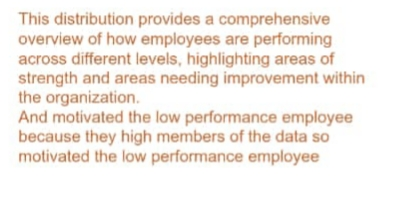 This distribution provides a comprehensive
overview of how employees are performing
across different levels, highlighting areas of
strength and areas needing improvement within
the organization.
And motivated the low performance employee
because they high members of the data so
motivated the low performance employee